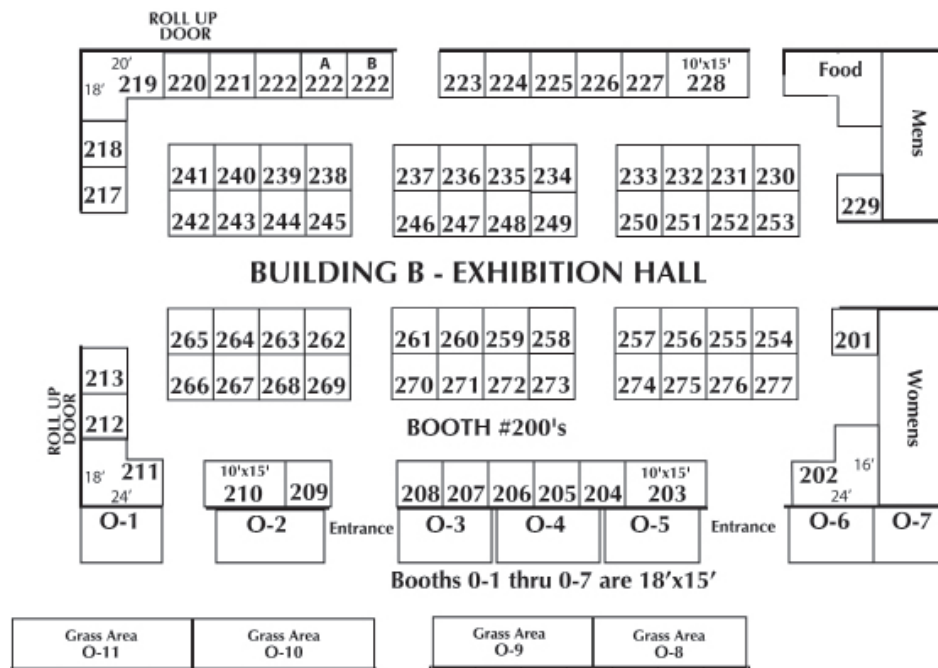 ROLL UP
DOOR
20'
18'
219 220 221 222 A 222 B 222
223 224 225 226 227 10'x15' 228
Food
Mens
218
217
241 240 239 238
237 236 235 234
233 232 231 230
242 243 244 245
246 247 248 249
250 251 252 253
229
BUILDING B - EXHIBITION HALL
265 264 263 262
261 260 259 258
257 256 255 254
201
266 267 268 269
270 271 272 273
274 275 276 277
213
212
ROLL UP
DOOR
Womens
BOOTH #200's
18'
211
24'
10'x15'
210 209
208 207 206 205 204 10'x15' 203
202
16'
24'
O-1 O-2 Entrance O-3 O-4 O-5 Entrance O-6 O-7
Booths 0-1 thru 0-7 are 18'x15'
Grass Area
O-11
Grass Area
O-10
Grass Area
O-9
Grass Area
O-8